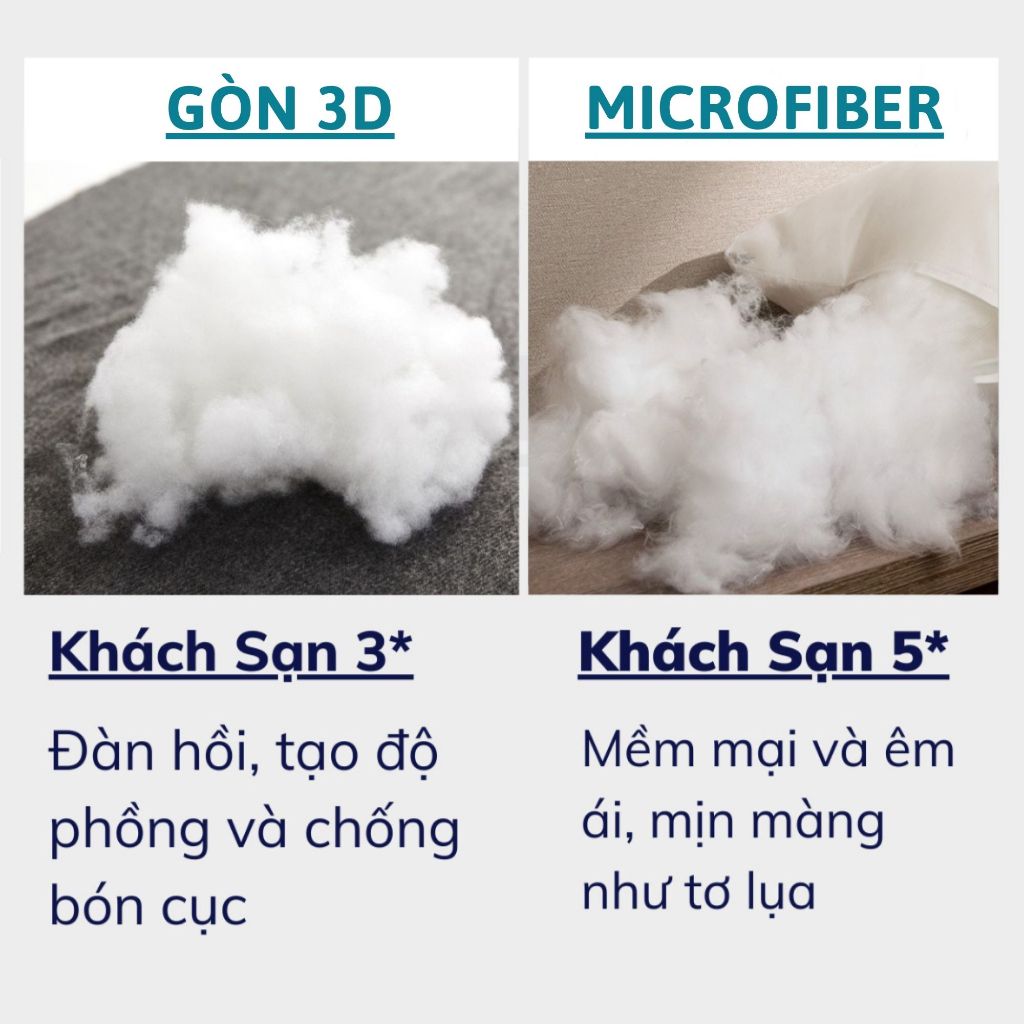 GÒN 3D
MICROFIBER
Khách Sạn 3*
Đàn hồi, tạo độ
phồng và chống
bón cục
Khách Sạn 5*
Mềm mại và êm
ái, mịn màng
như tơ lụa